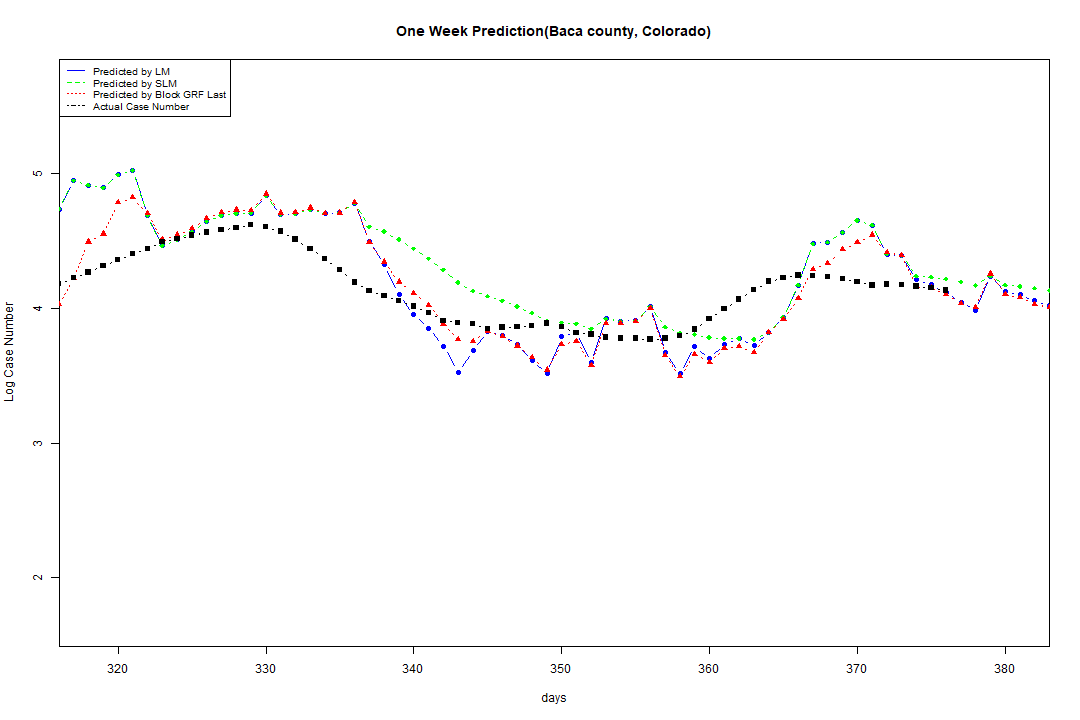 One Week Prediction(Baca county, Colorado)
Predicted by LM
Predicted by SLM
Predicted by Block GRF Last
Actual Case Number
5
4
3
2
Log Case Number
320 330 340 350 360 370 380
days